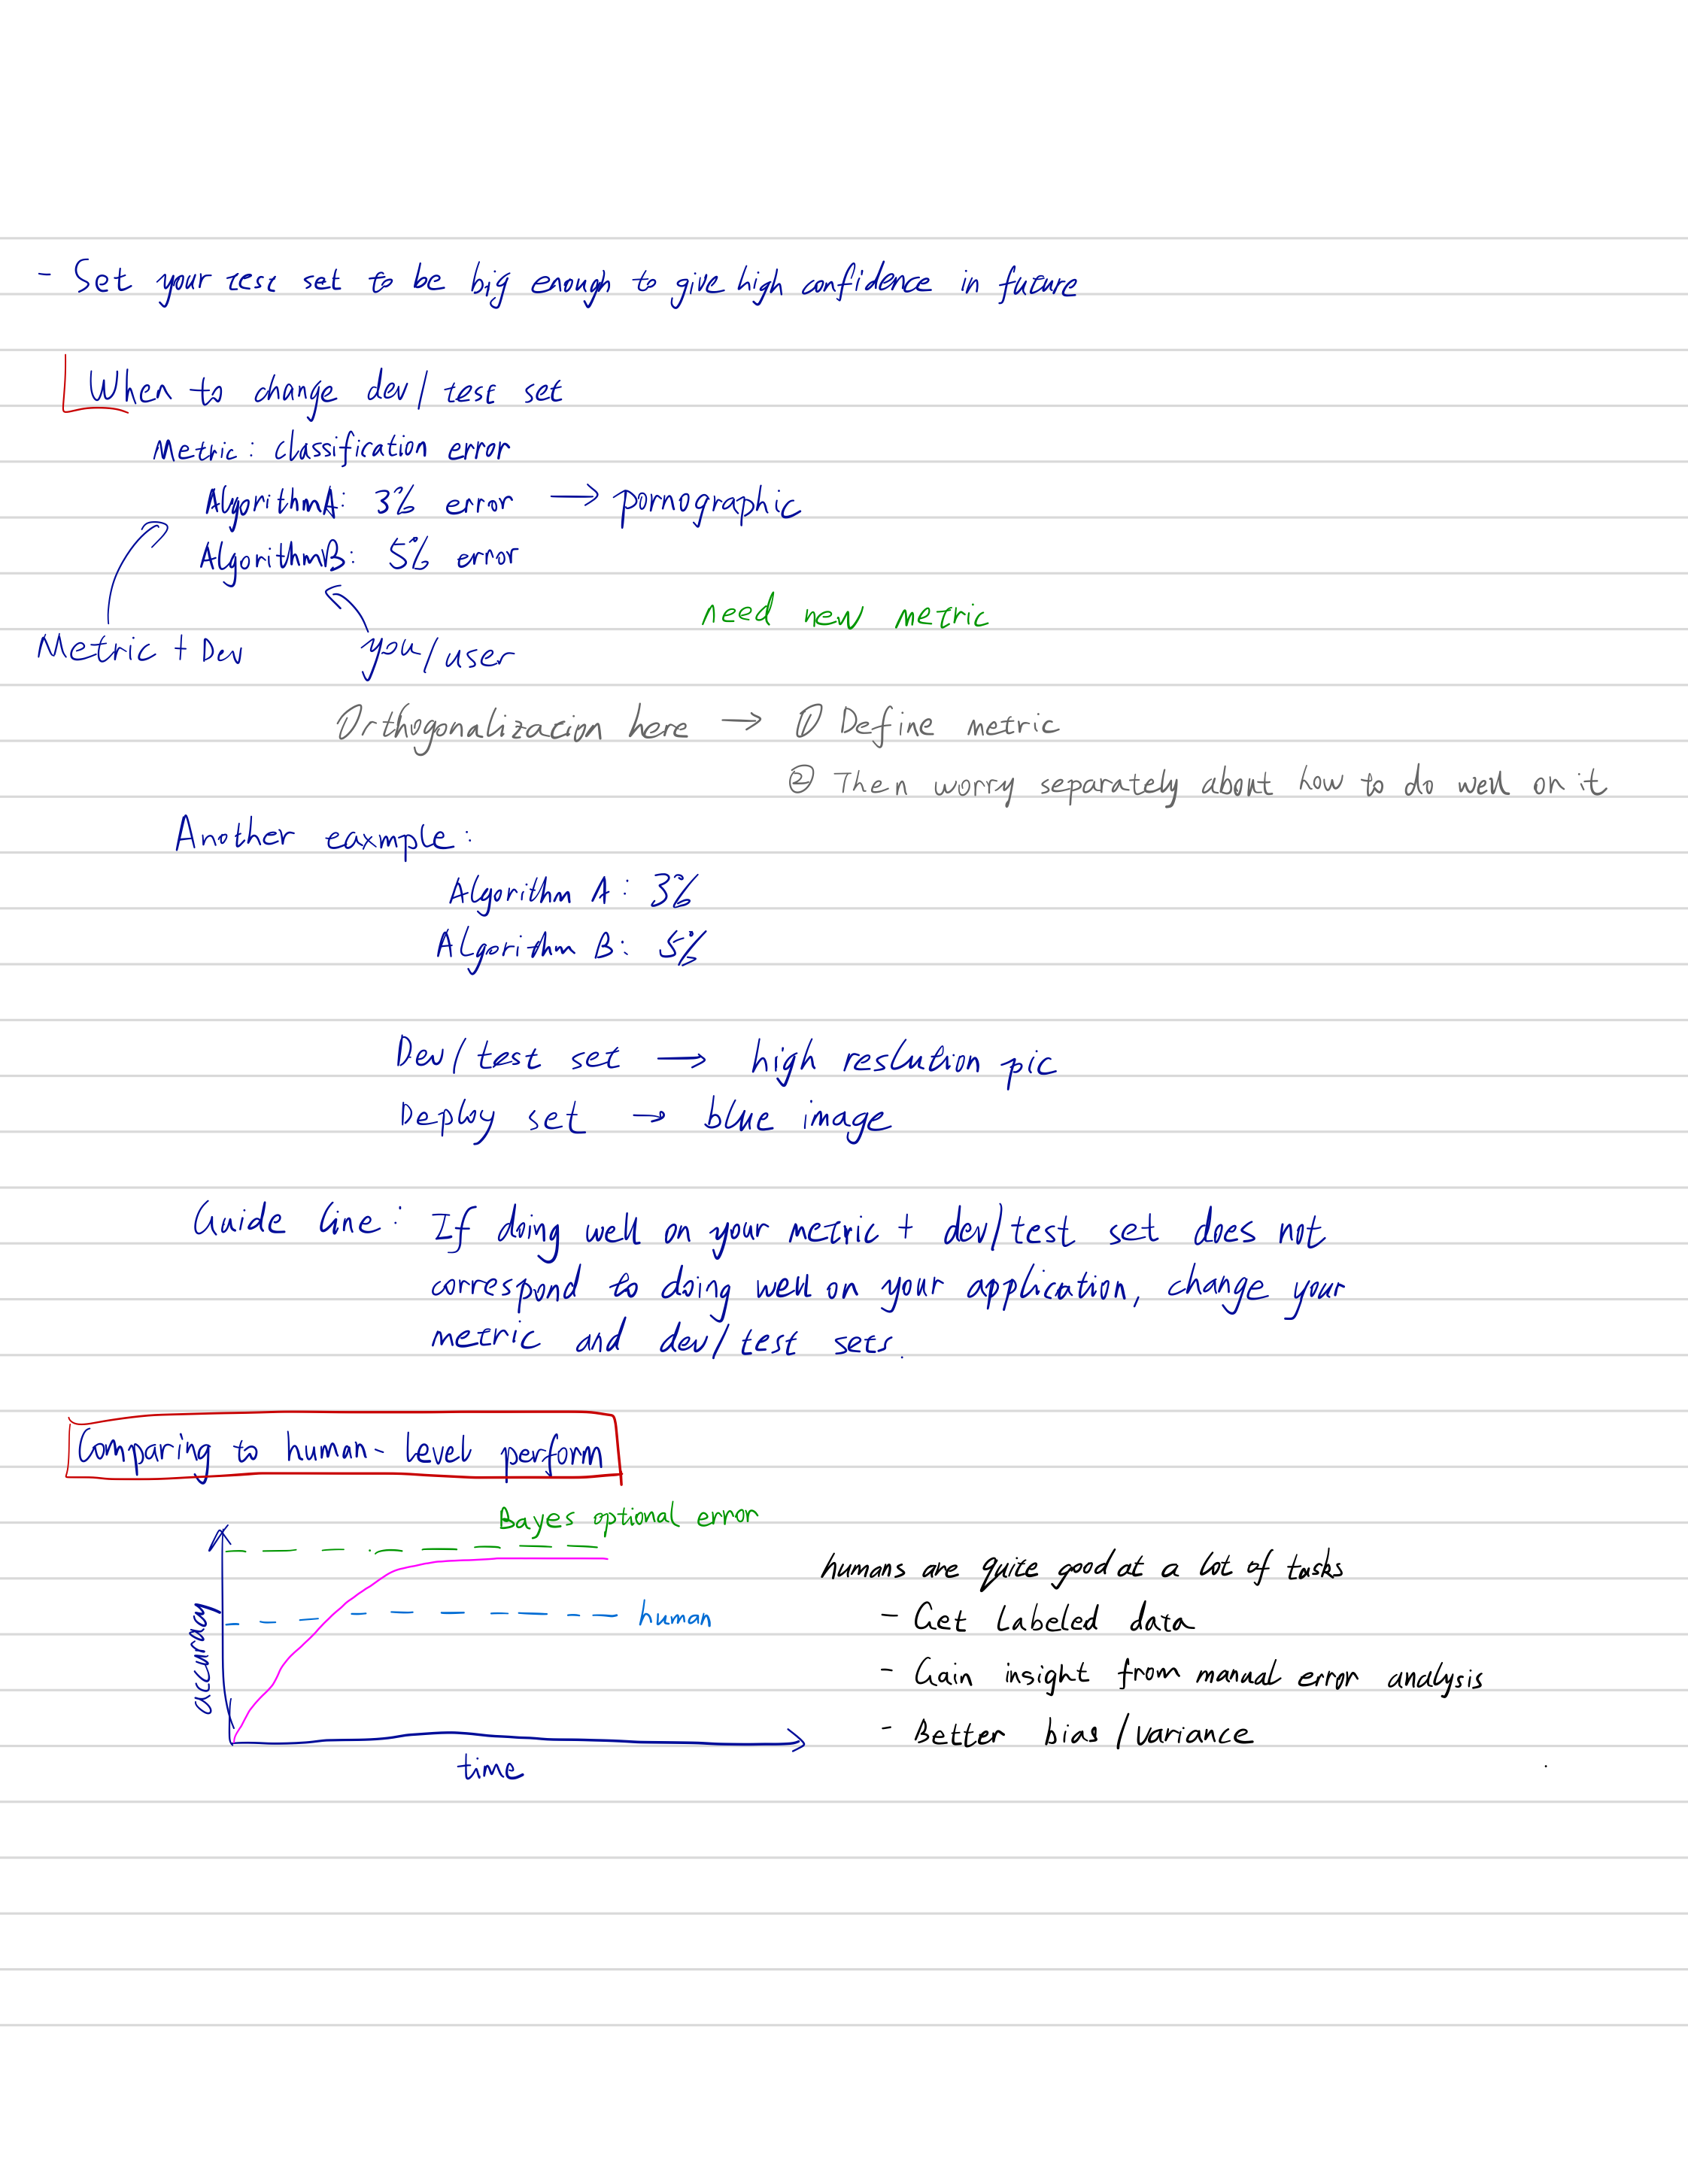 - Set your test set to be big enough to give high confidence in future
When to change dev/test set
Metric: classification error
AlgorithmA: 3% error → pornographic
AlgorithmB: 5% error
need new metric
Metric + Dev you/user
Orthogonalization here → ① Define metric
② Then worry separately about how to do well on it
Another eaxmple:
Algorithm A: 3%
Algorithm B: 5%
Dev/test set → high reslution pic
Deploy set → blue image
Guide line: If doing well on your metric + dev/test set does not
correspond to doing well on your application, change your
metric and dev/test sets.
Comparing to human-level perform
Bayes optional error
humans are quite good at a lot of tasks
human
- Get labeled data
accuracy
- Gain insight from manual error analysis
- Better bias/variance
time